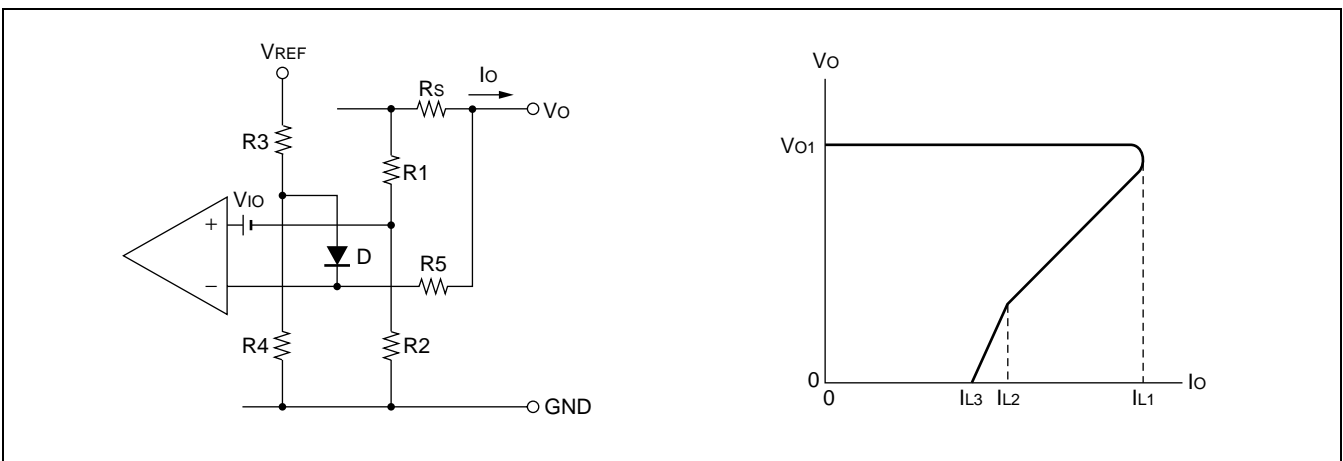 VREF
R3
VIO
+
−
D
R4
RS
IO
VO
R1
R5
R2
GND
VO
VO1
0
0
IL3
IL2
IL1
IO